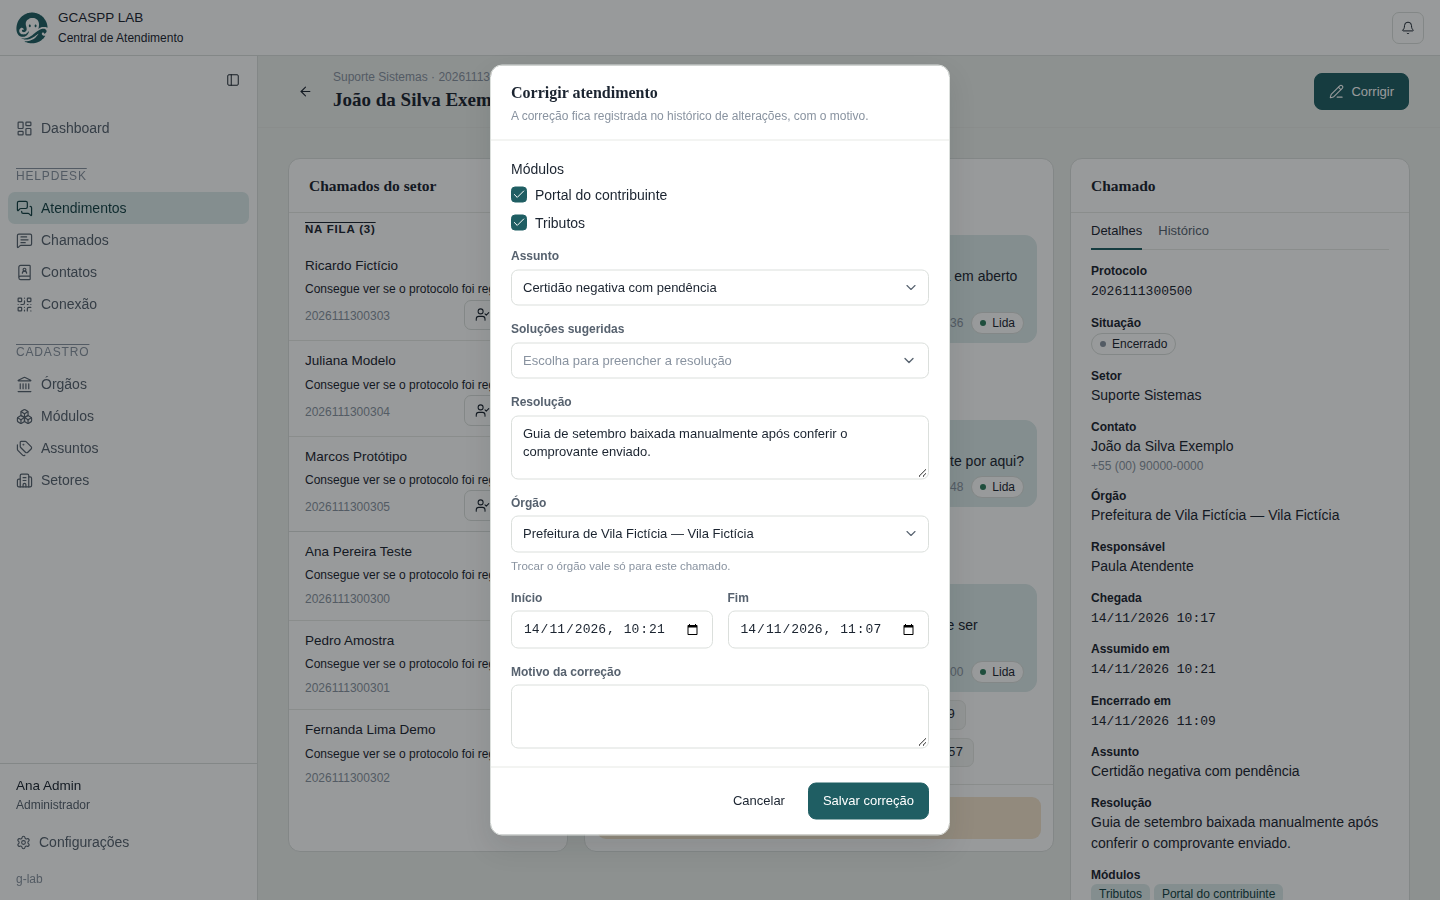 GCASPP LAB
Central de Atendimento
Dashboard
HELPDESK
Atendimentos
Chamados
Contatos
Conexão
CADASTRO
Órgãos
Módulos
Assuntos
Setores
Ana Admin
Administrador
Configurações
g-lab
Suporte Sistemas · 20261113
João da Silva Exem
Corrigir
Chamados do setor
NA FILA (3)
Ricardo Fictício
Consegue ver se o protocolo foi reg
2026111300303
Juliana Modelo
Consegue ver se o protocolo foi reg
2026111300304
Marcos Protótipo
Consegue ver se o protocolo foi reg
2026111300305
Ana Pereira Teste
Consegue ver se o protocolo foi reg
2026111300300
Pedro Amostra
Consegue ver se o protocolo foi reg
2026111300301
Fernanda Lima Demo
Consegue ver se o protocolo foi reg
2026111300302
Corrigir atendimento
A correção fica registrada no histórico de alterações, com o motivo.
Módulos
Portal do contribuinte
Tributos
Assunto
Certidão negativa com pendência
Soluções sugeridas
Escolha para preencher a resolução
Resolução
Guia de setembro baixada manualmente após conferir o
comprovante enviado.
Órgão
Prefeitura de Vila Fictícia — Vila Fictícia
Trocar o órgão vale só para este chamado.
Início
Fim
14/11/2026, 10:21
14/11/2026, 11:07
Motivo da correção
Cancelar
Salvar correção
em aberto
36 Lida
te por aqui?
48 Lida
ser
00 Lida
9
57
Chamado
Detalhes
Histórico
Protocolo
2026111300500
Situação
Encerrado
Setor
Suporte Sistemas
Contato
João da Silva Exemplo
+55 (00) 90000-0000
Órgão
Prefeitura de Vila Fictícia — Vila Fictícia
Responsável
Paula Atendente
Chegada
14/11/2026 10:17
Assumido em
14/11/2026 10:21
Encerrado em
14/11/2026 11:09
Assunto
Certidão negativa com pendência
Resolução
Guia de setembro baixada manualmente após
conferir o comprovante enviado.
Módulos
Tributos
Portal do contribuinte